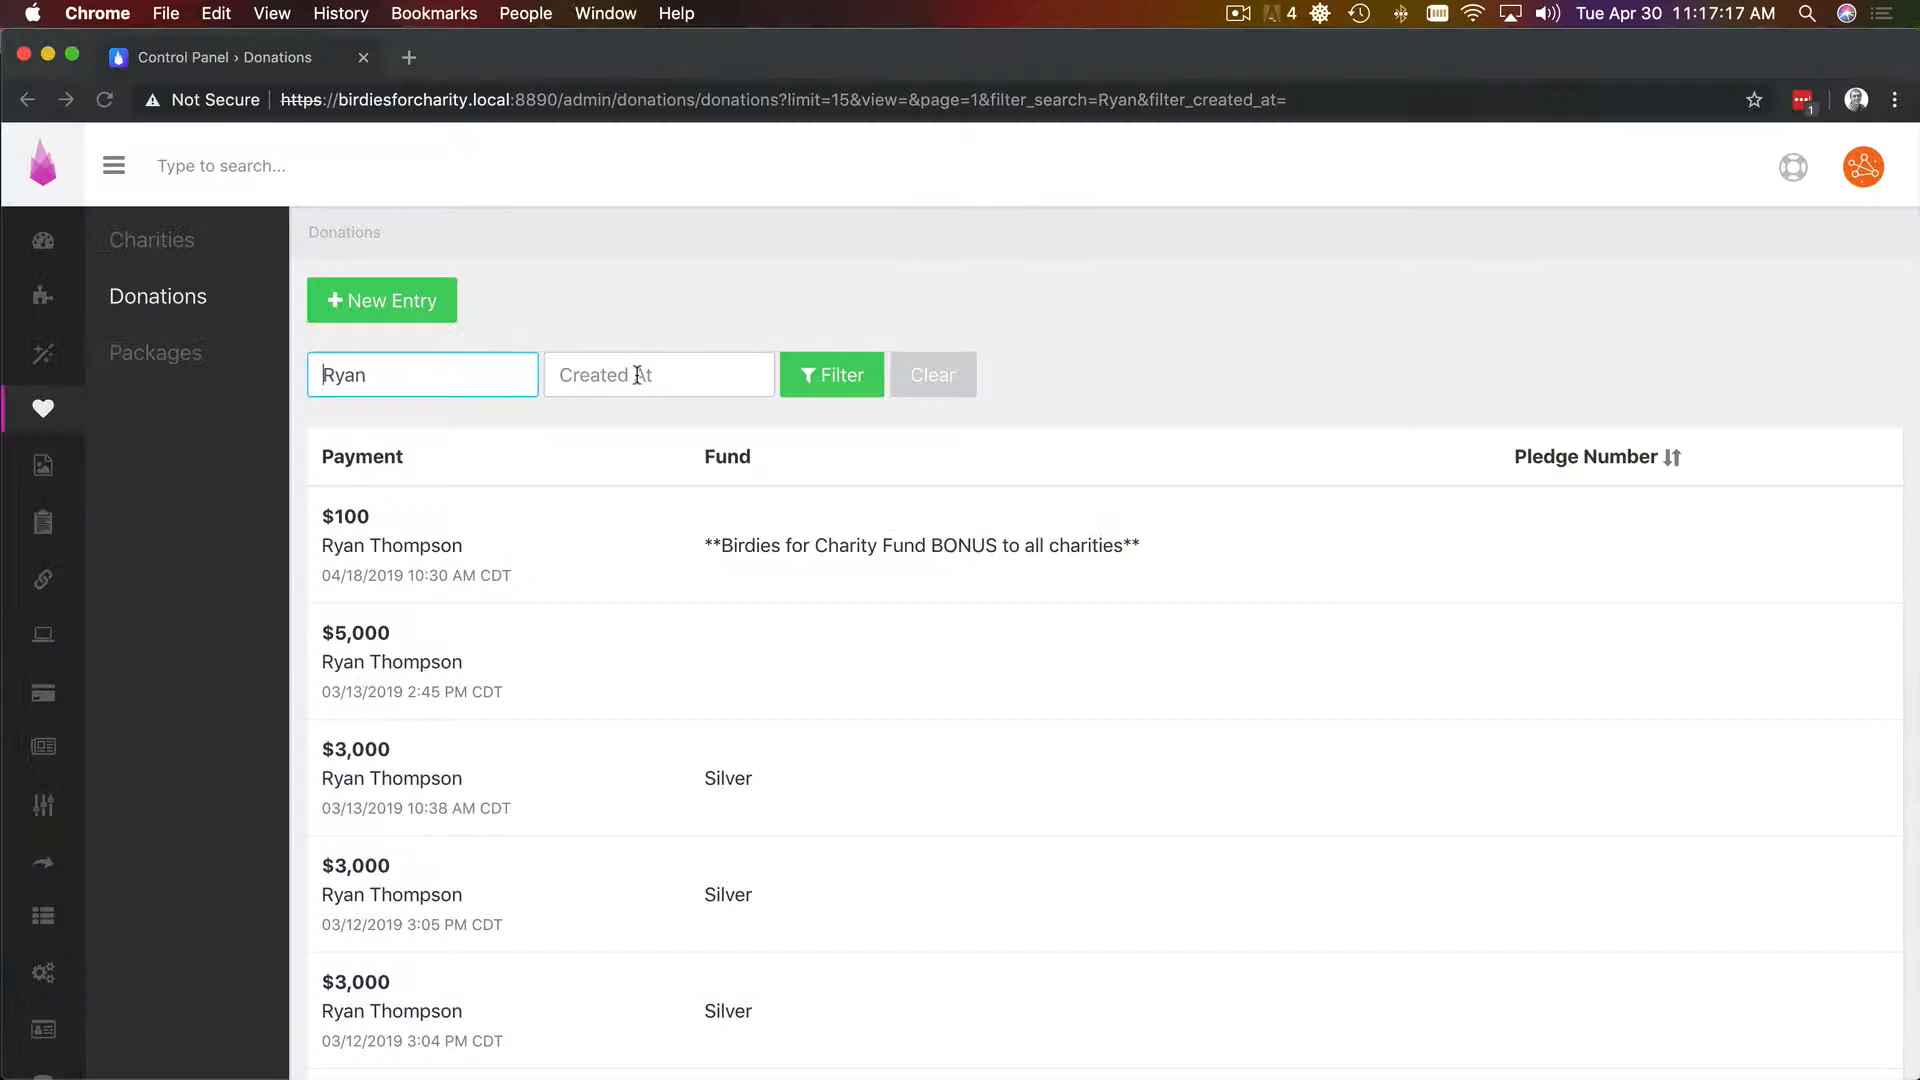 Chrome File Edit View History Bookmarks People Window Help 4 Tue Apr 30 11:17:17 AM
Control Panel › Donations
Not Secure https://birdiesforcharity.local:8890/admin/donations/donations?limit=15&view=&page=1&filter_search=Ryan&filter_created_at= 1
Type to search...
Charities
Donations
Packages
Donations
New Entry
Ryan Created At Filter Clear
Payment Fund Pledge Number
$100
Ryan Thompson **Birdies for Charity Fund BONUS to all charities**
04/18/2019 10:30 AM CDT
$5,000
Ryan Thompson
03/13/2019 2:45 PM CDT
$3,000
Ryan Thompson Silver
03/13/2019 10:38 AM CDT
$3,000
Ryan Thompson Silver
03/12/2019 3:05 PM CDT
$3,000
Ryan Thompson Silver
03/12/2019 3:04 PM CDT